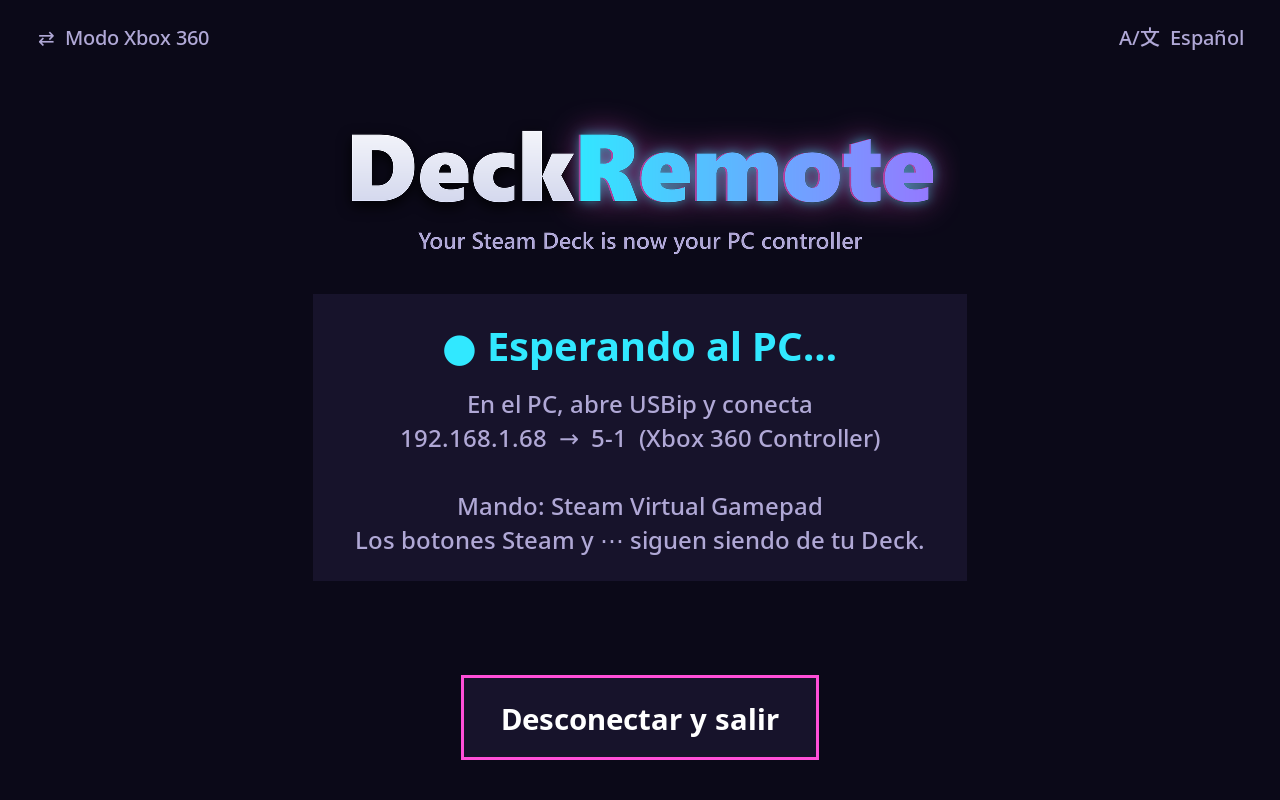 ⇄ Modo Xbox 360
A/文 Español
DeckRemote
Your Steam Deck is now your PC controller
● Esperando al PC...
En el PC, abre USBip y conecta
192.168.1.68 → 5-1 (Xbox 360 Controller)
Mando: Steam Virtual Gamepad
Los botones Steam y ⋯ siguen siendo de tu Deck.
Desconectar y salir